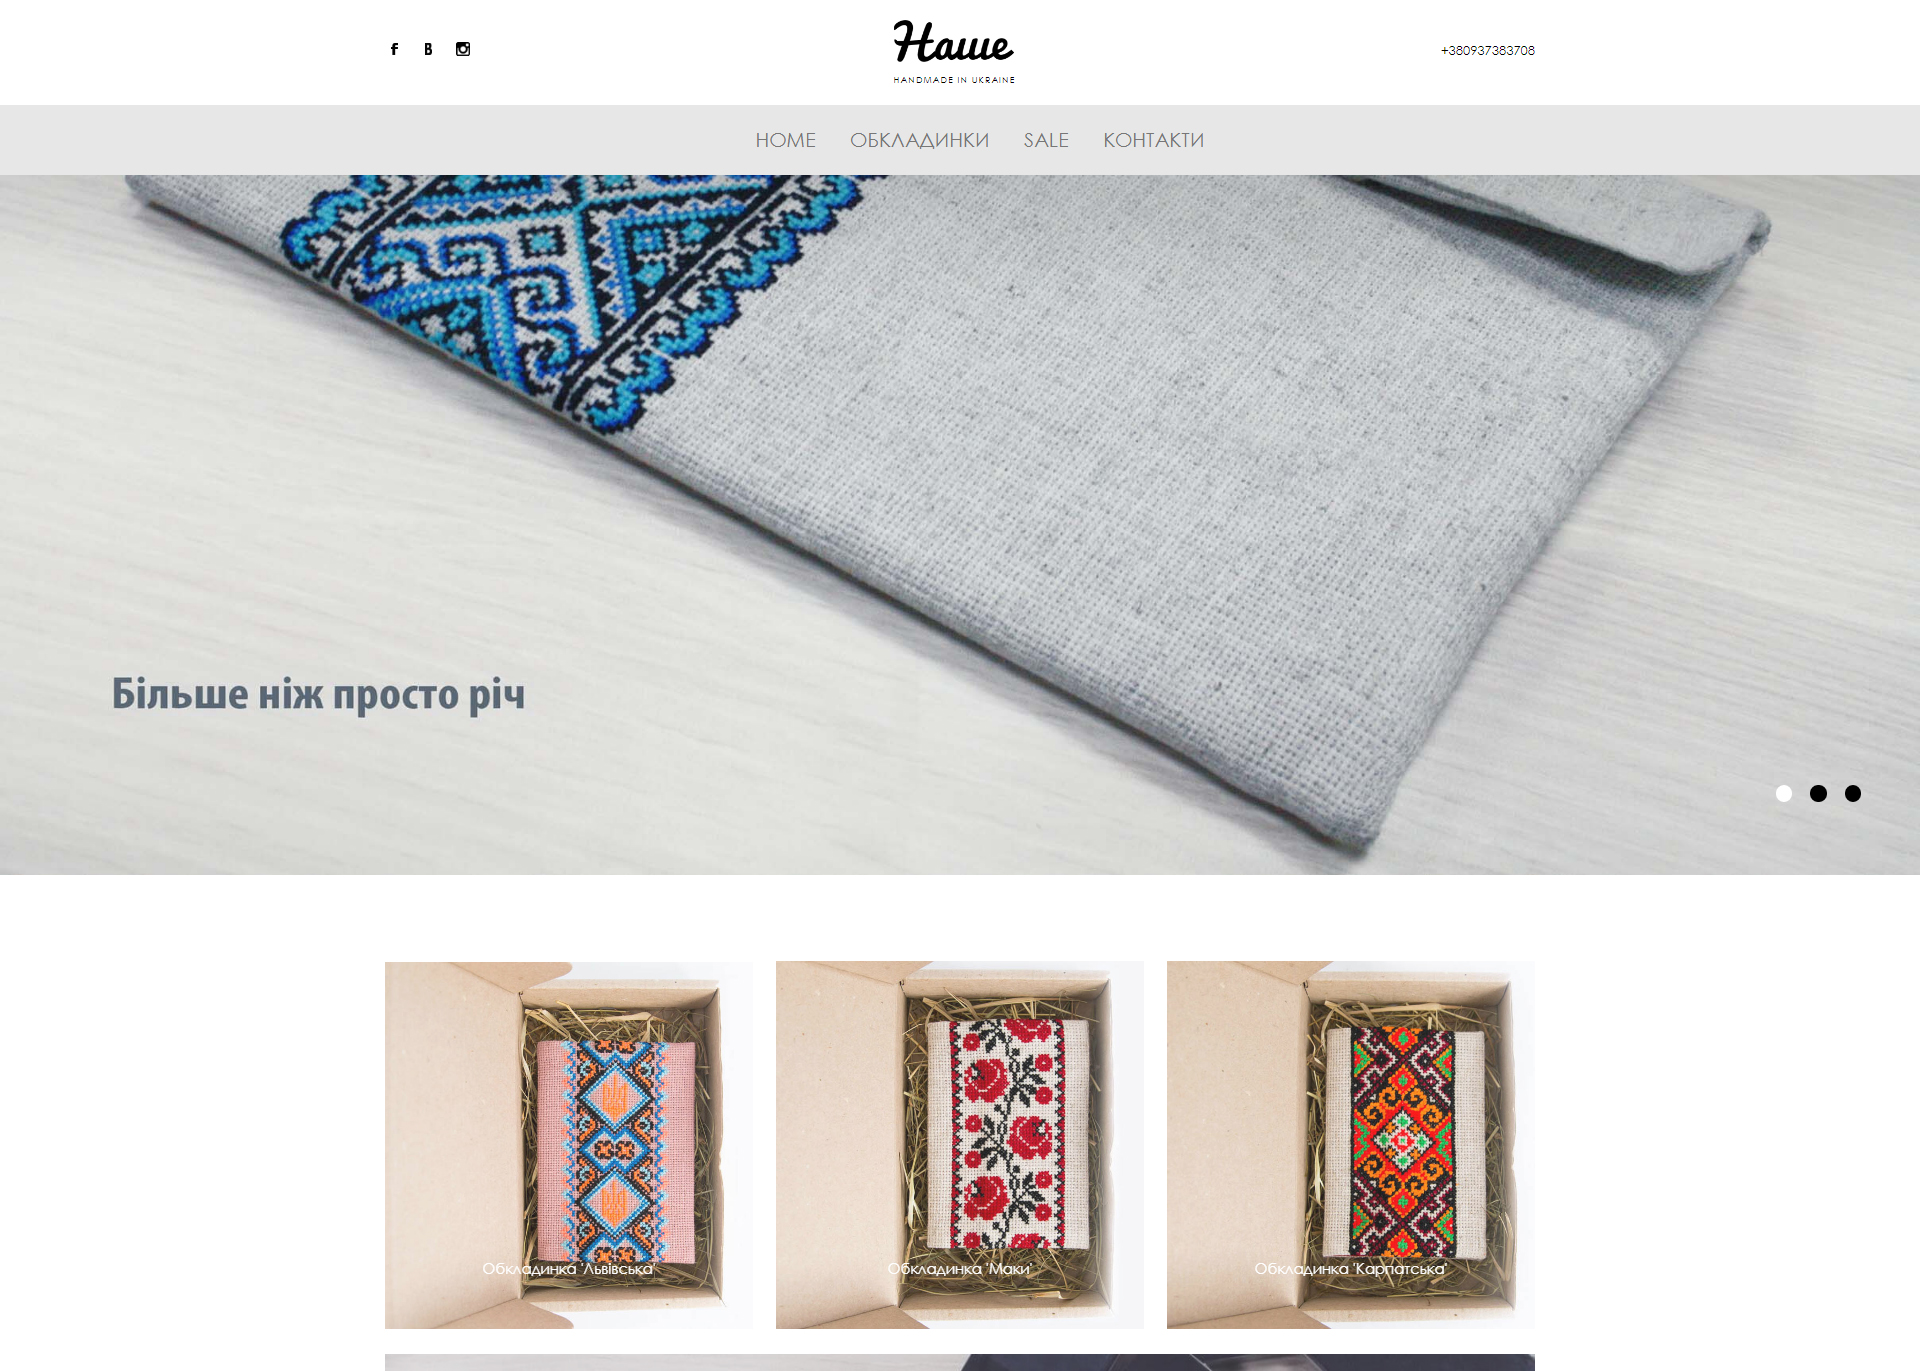 Наше
HANDMADE IN UKRAINE
+380937383708
HOME ОБКЛАДИНКИ SALE КОНТАКТИ
Більше ніж просто річ
Обкладинка 'Львівська'
Обкладинка 'Маки'
Обкладинка 'Карпатська'